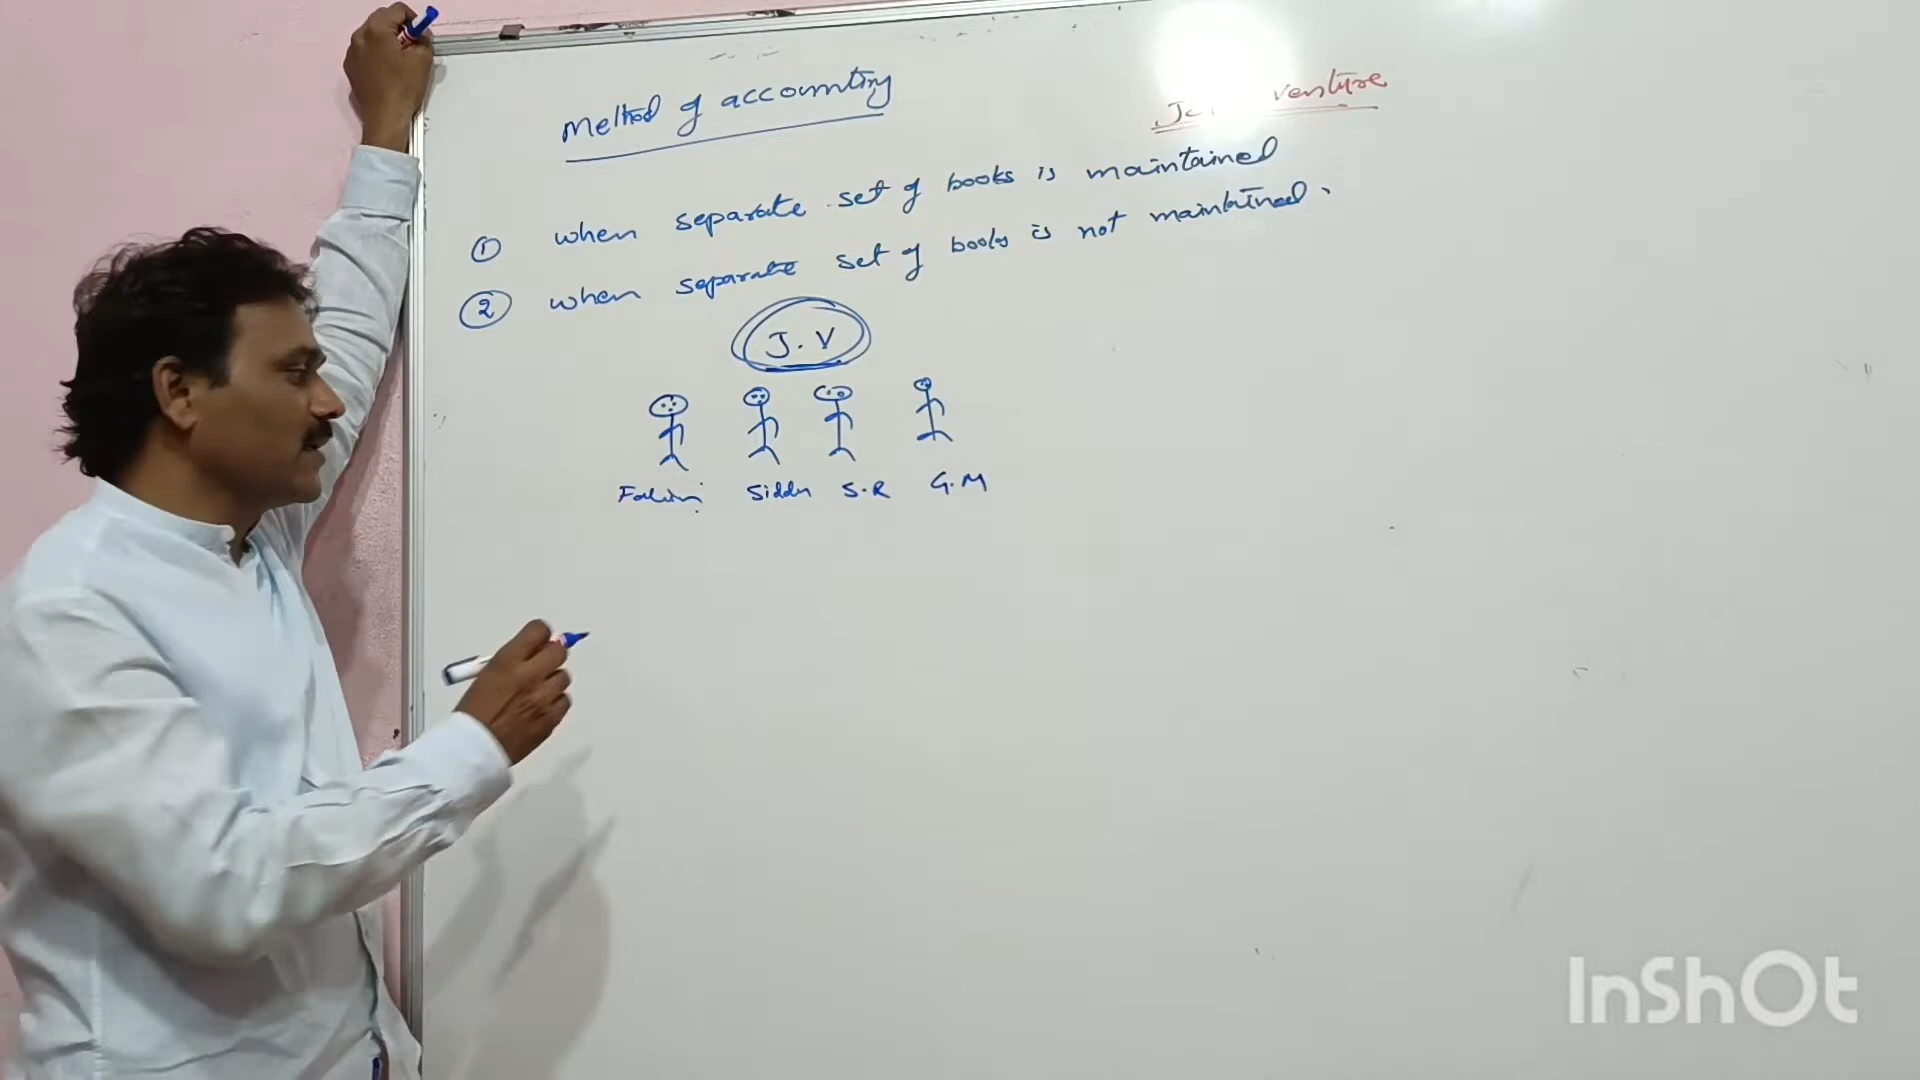 Method of accounting
venture
① when separate set of books is maintained
② when separate set of books is not maintained.
J.V
Siddu S.R G.M
InShOt